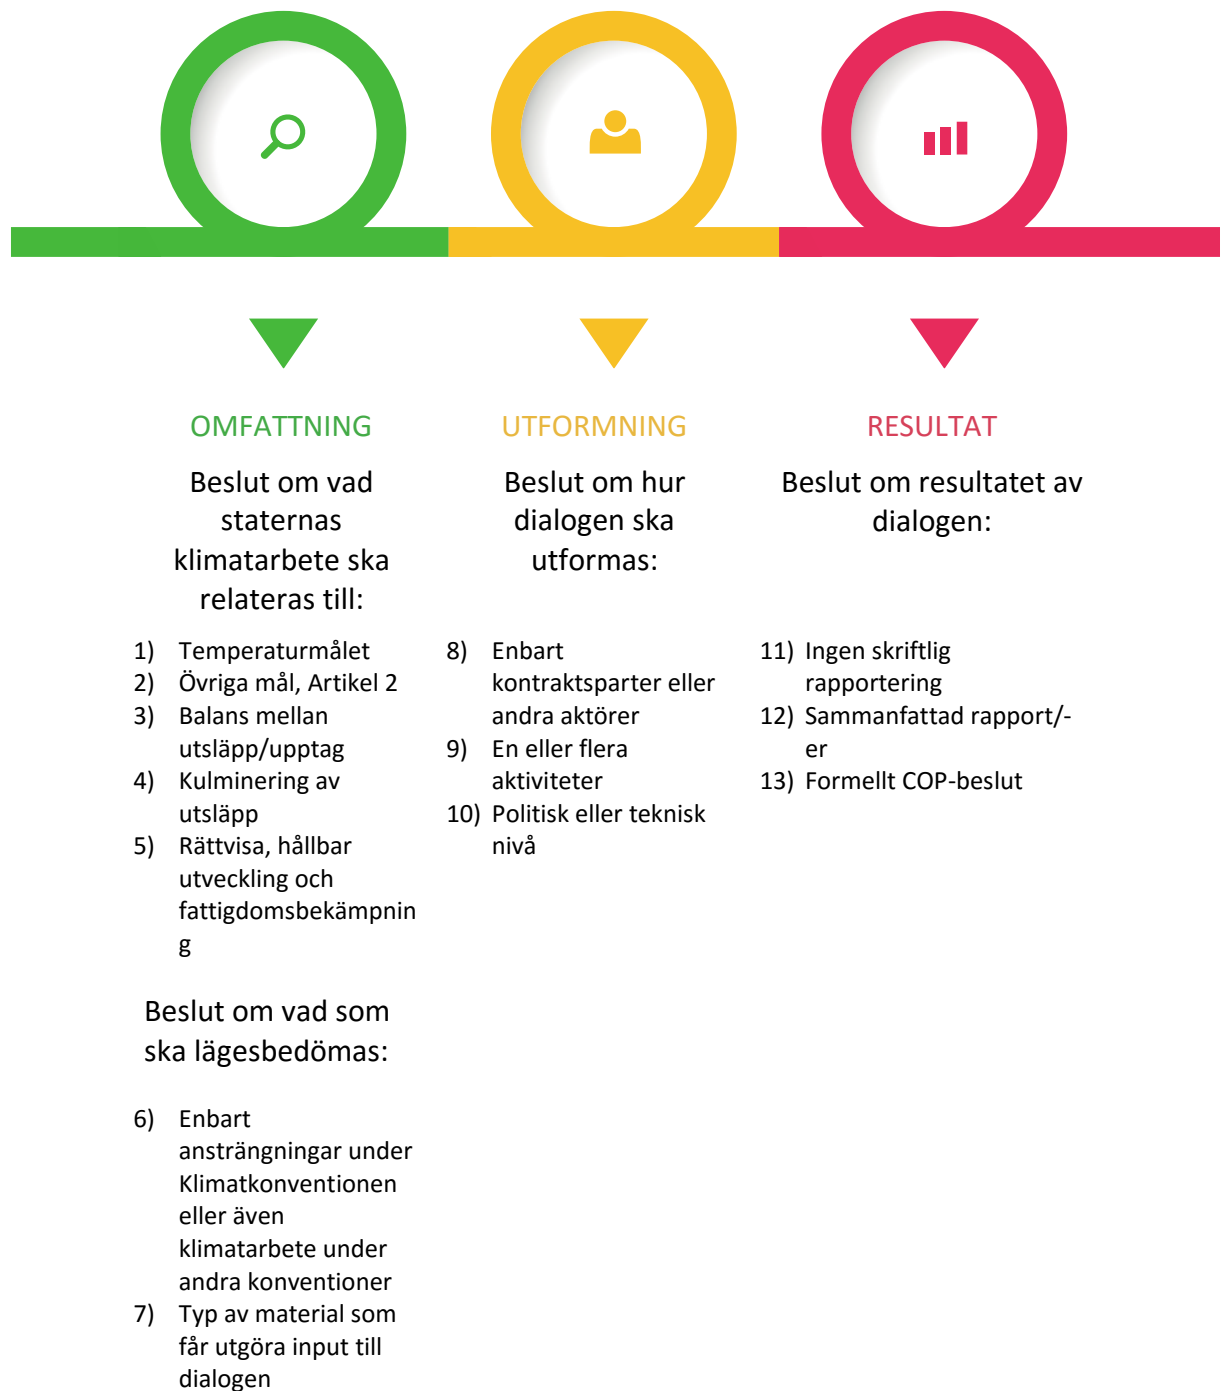 OMFATTNING
Beslut om vad
staternas
klimatarbete ska
relateras till:
1) Temperaturmålet
2) Övriga mål, Artikel 2
3) Balans mellan
utsläpp/upptag
4) Kulminering av
utsläpp
5) Rättvisa, hållbar
utveckling och
fattigdomsbekämpnin
g
Beslut om vad som
ska lägesbedömas:
6) Enbart
ansträngningar under
Klimatkonventionen
eller även
klimatarbete under
andra konventioner
7) Typ av material som
får utgöra input till
dialogen
UTFORMNING
Beslut om hur
dialogen ska
utformas:
8) Enbart
kontraktsparter eller
andra aktörer
9) En eller flera
aktiviteter
10) Politisk eller teknisk
nivå
RESULTAT
Beslut om resultatet av
dialogen:
11) Ingen skriftlig
rapportering
12) Sammanfattad rapport/-
er
13) Formellt COP-beslut